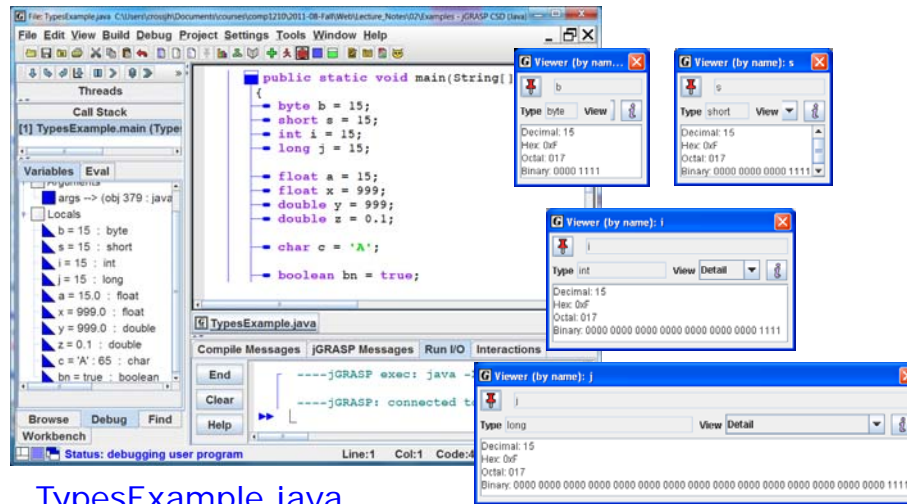 File: TypesExample.java C:\Users\crossjh\Documents\courses\comp1210\2011-08-Fall\Web\Lecture_Notes\02\Examples - jGRASP CSD (Java)
File Edit View Build Debug Project Settings Tools Window Help
Threads
Call Stack
[1] TypesExample.main (Type
Variables Eval
Arguments
args --> (obj 379 : java
Locals
b = 15 : byte
s = 15 : short
i = 15 : int
j = 15 : long
a = 15.0 : float
x = 999.0 : float
y = 999.0 : double
z = 0.1 : double
c = 'A' : 65 : char
bn = true : boolean
Browse Debug Find
Workbench
public static void main(String[]
{
byte b = 15;
short s = 15;
int i = 15;
long j = 15;
float a = 15;
float x = 999;
double y = 999;
double z = 0.1;
char c = 'A';
boolean bn = true;
TypesExample.java
Compile Messages jGRASP Messages Run I/O Interactions
End
Clear
Help
----jGRASP exec: java -
----jGRASP: connected to
Status: debugging user program Line:1 Col:1 Code:4
Viewer (by nam...
b
Type byte View
Decimal: 15
Hex: 0xF
Octal: 017
Binary: 0000 1111
Viewer (by name): s
s
Type short View
Decimal: 15
Hex: 0xF
Octal: 017
Binary: 0000 0000 0000 1111
Viewer (by name): i
i
Type int View Detail
Decimal: 15
Hex: 0xF
Octal: 017
Binary: 0000 0000 0000 0000 0000 0000 0000 1111
Viewer (by name): j
j
Type long View Detail
Decimal: 15
Hex: 0xF
Octal: 017
Binary: 0000 0000 0000 0000 0000 0000 0000 0000 0000 0000 0000 0000 0000 0000 0000 1111
TypesExample.java